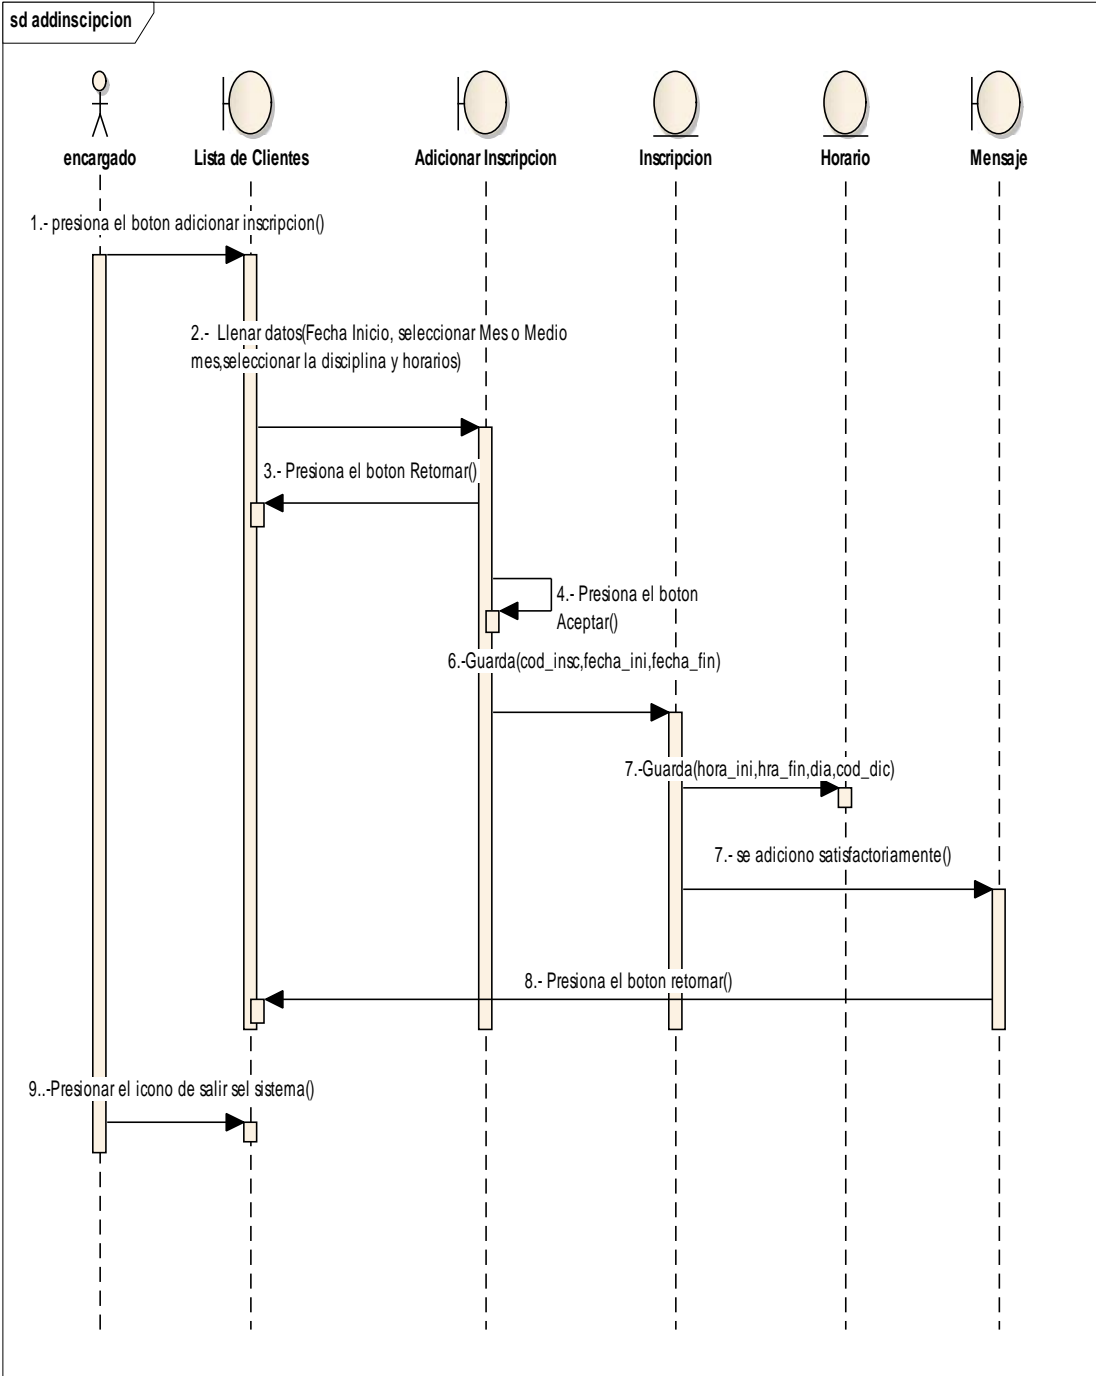 sd addinscipcion
encargado
Lista de Clientes
Adicionar Inscripcion
Inscripcion
Horario
Mensaje
1.- presiona el boton adicionar inscripcion()
2.- Llenar datos(Fecha Inicio, seleccionar Mes o Medio
mes,seleccionar la disciplina y horarios)
3.- Presiona el boton Retornar()
4.- Presiona el boton
Aceptar()
6.-Guarda(cod_insc,fecha_ini,fecha_fin)
7.-Guarda(hora_ini,hra_fin,dia,cod_dic)
7.- se adiciono satisfactoriamente()
8.- Presiona el boton retornar()
9..-Presionar el icono de salir sel sistema()